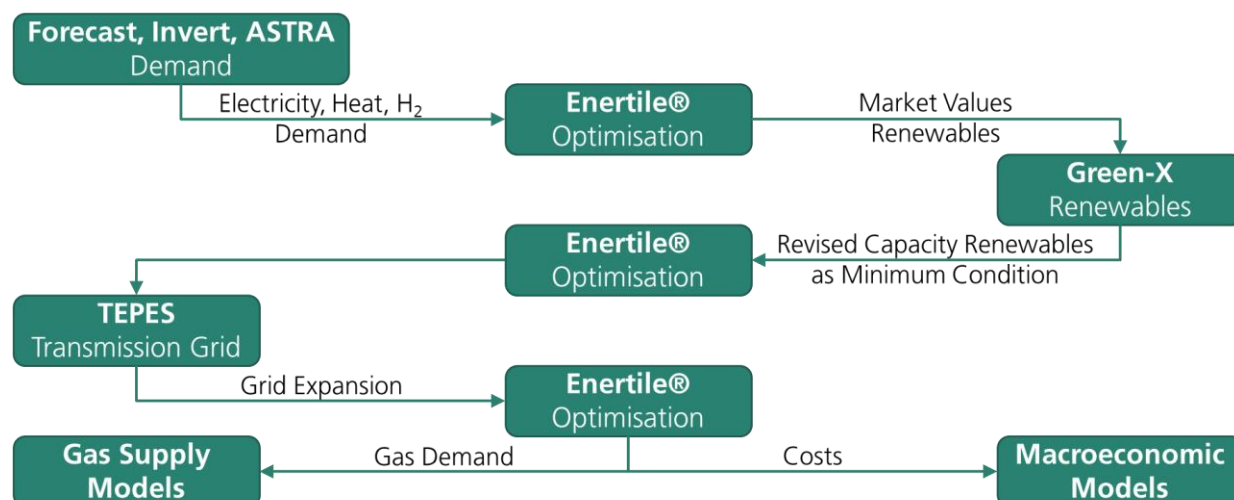 Forecast, Invert, ASTRA
Demand
Electricity, Heat, H₂
Demand
Enertile®
Optimisation
Market Values
Renewables
Green-X
Renewables
Revised Capacity Renewables
as Minimum Condition
Enertile®
Optimisation
TEPES
Transmission Grid
Grid Expansion
Enertile®
Optimisation
Gas Demand
Costs
Gas Supply
Models
Macroeconomic
Models